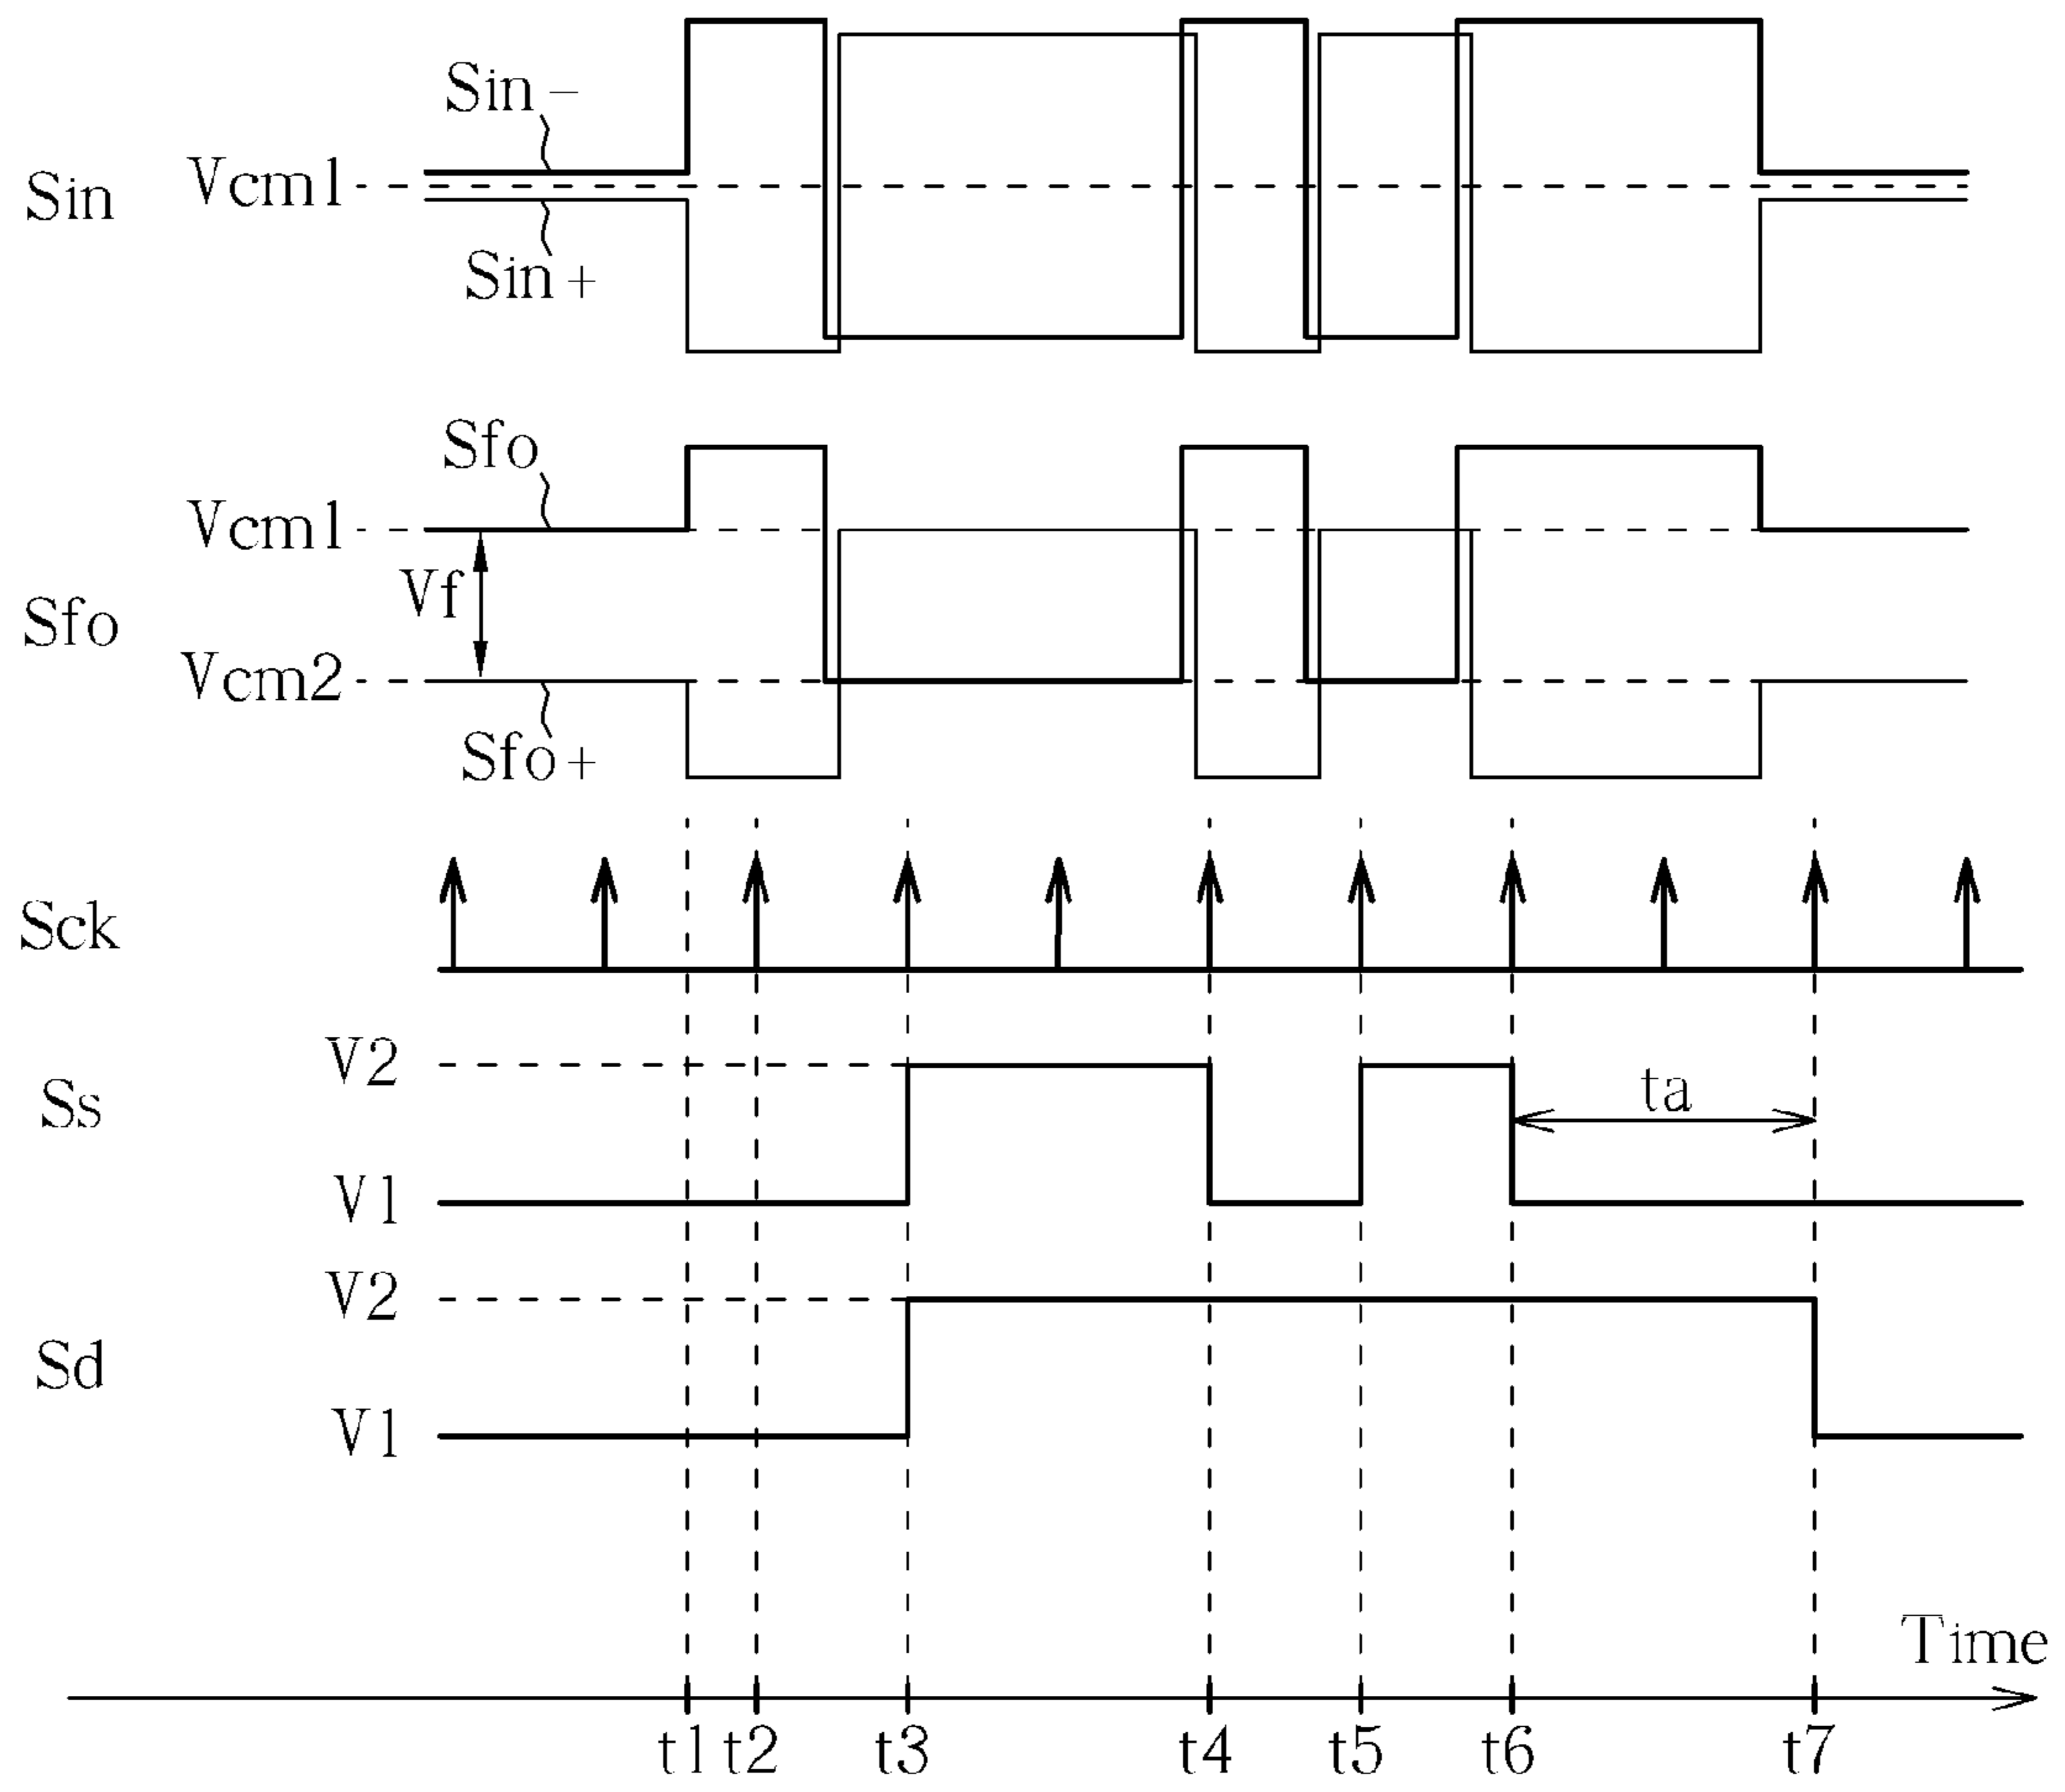 Sin-
Vcm1
Sin
Sin+
Sfo
Vcm1
Vf
Sfo
Vcm2
Sfo+
Sck
V2
Ss
ta
V1
V2
Sd
V1
Time
t1 t2 t3 t4 t5 t6 t7